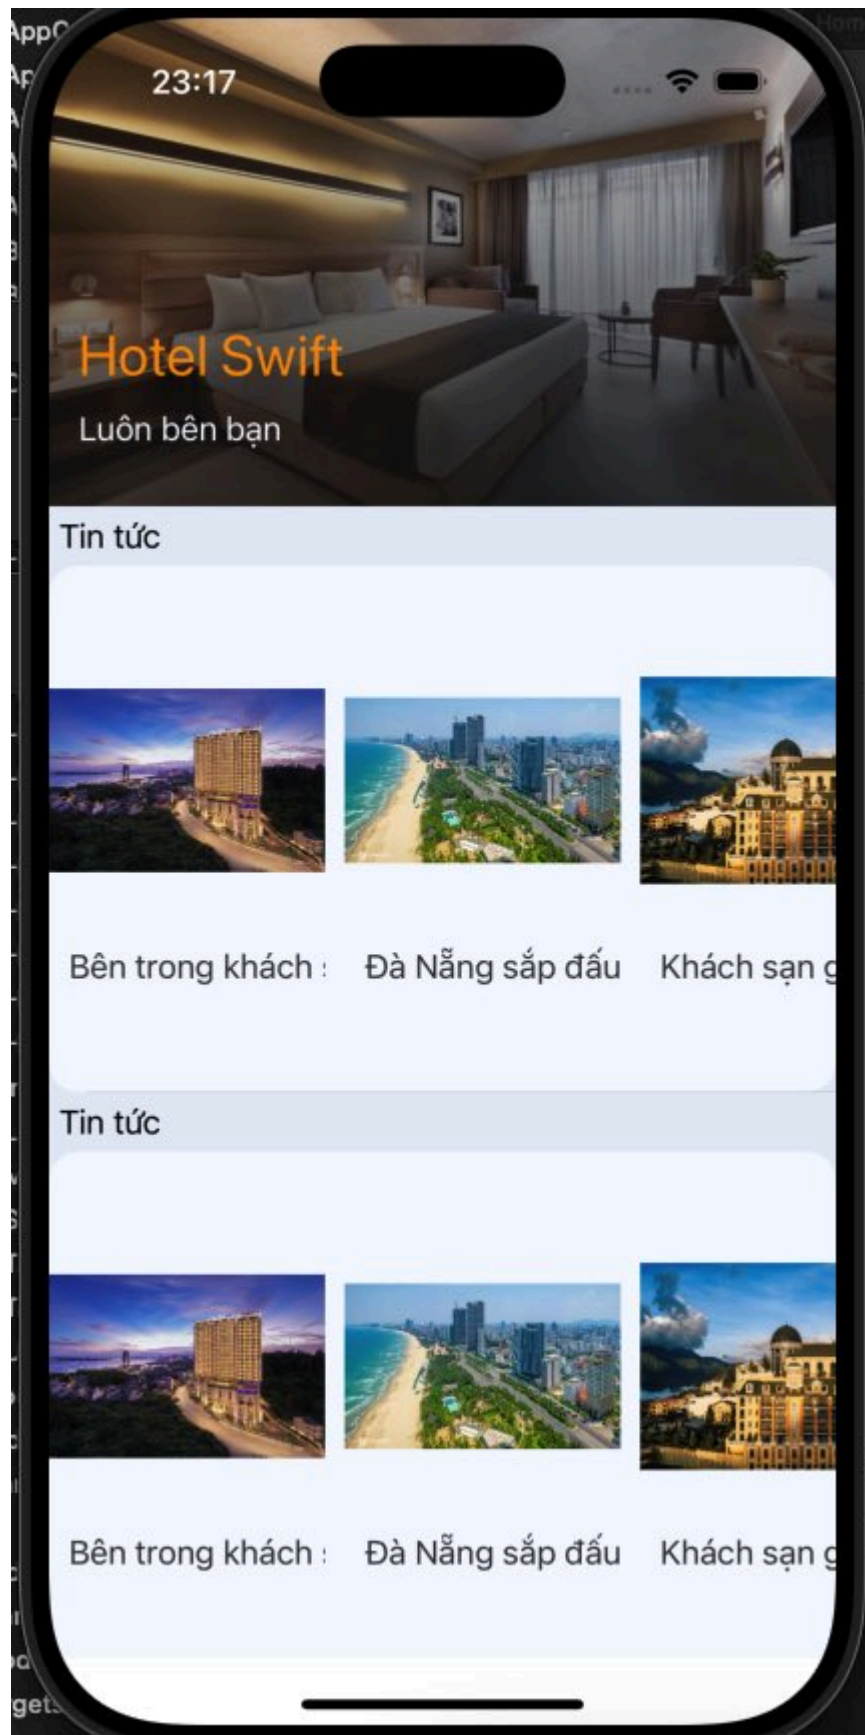 23:17
Hotel Swift
Luôn bên bạn
Tin tức
Bên trong khách
Đà Nẵng sắp đấu
Khách sạn
Tin tức
Bên trong khách
Đà Nẵng sắp đấu
Khách sạn